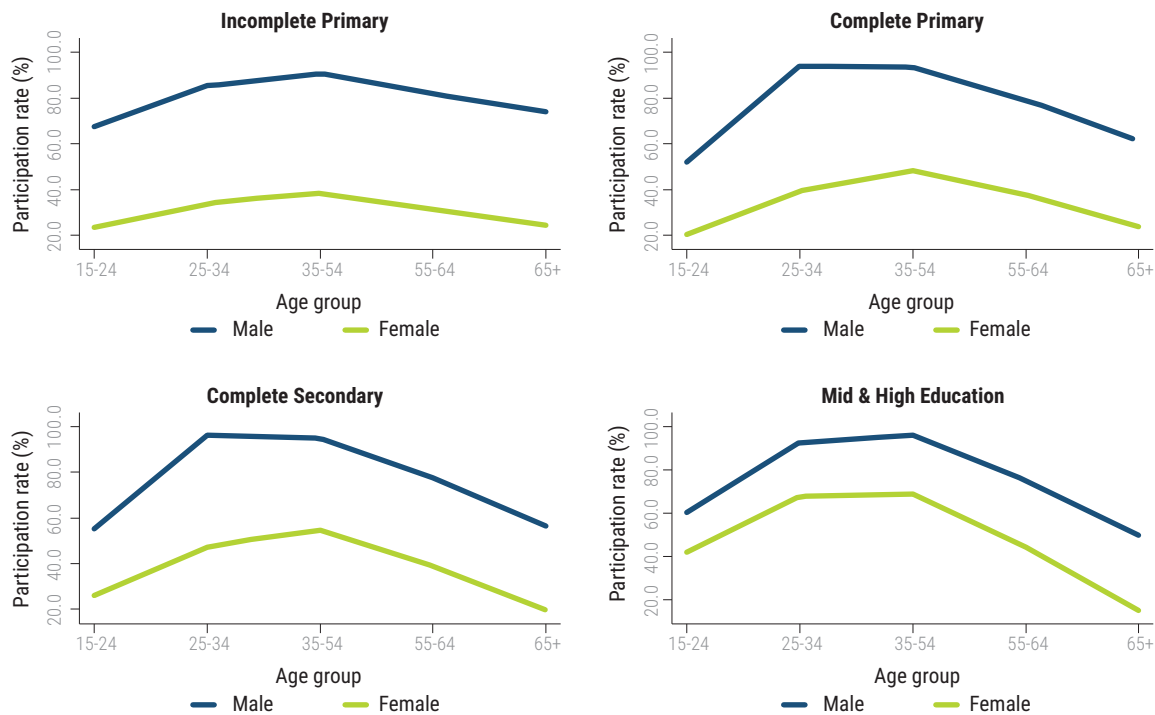 Incomplete Primary
Participation rate (%)
100.0
80.0
60.0
40.0
20.0
15-24 25-34 35-54 55-64 65+
Age group
Male Female
Complete Primary
Participation rate (%)
100.0
80.0
60.0
40.0
20.0
15-24 25-34 35-54 55-64 65+
Age group
Male Female
Complete Secondary
Participation rate (%)
100.0
80.0
60.0
40.0
20.0
15-24 25-34 35-54 55-64 65+
Age group
Male Female
Mid & High Education
Participation rate (%)
100.0
80.0
60.0
40.0
20.0
15-24 25-34 35-54 55-64 65+
Age group
Male Female